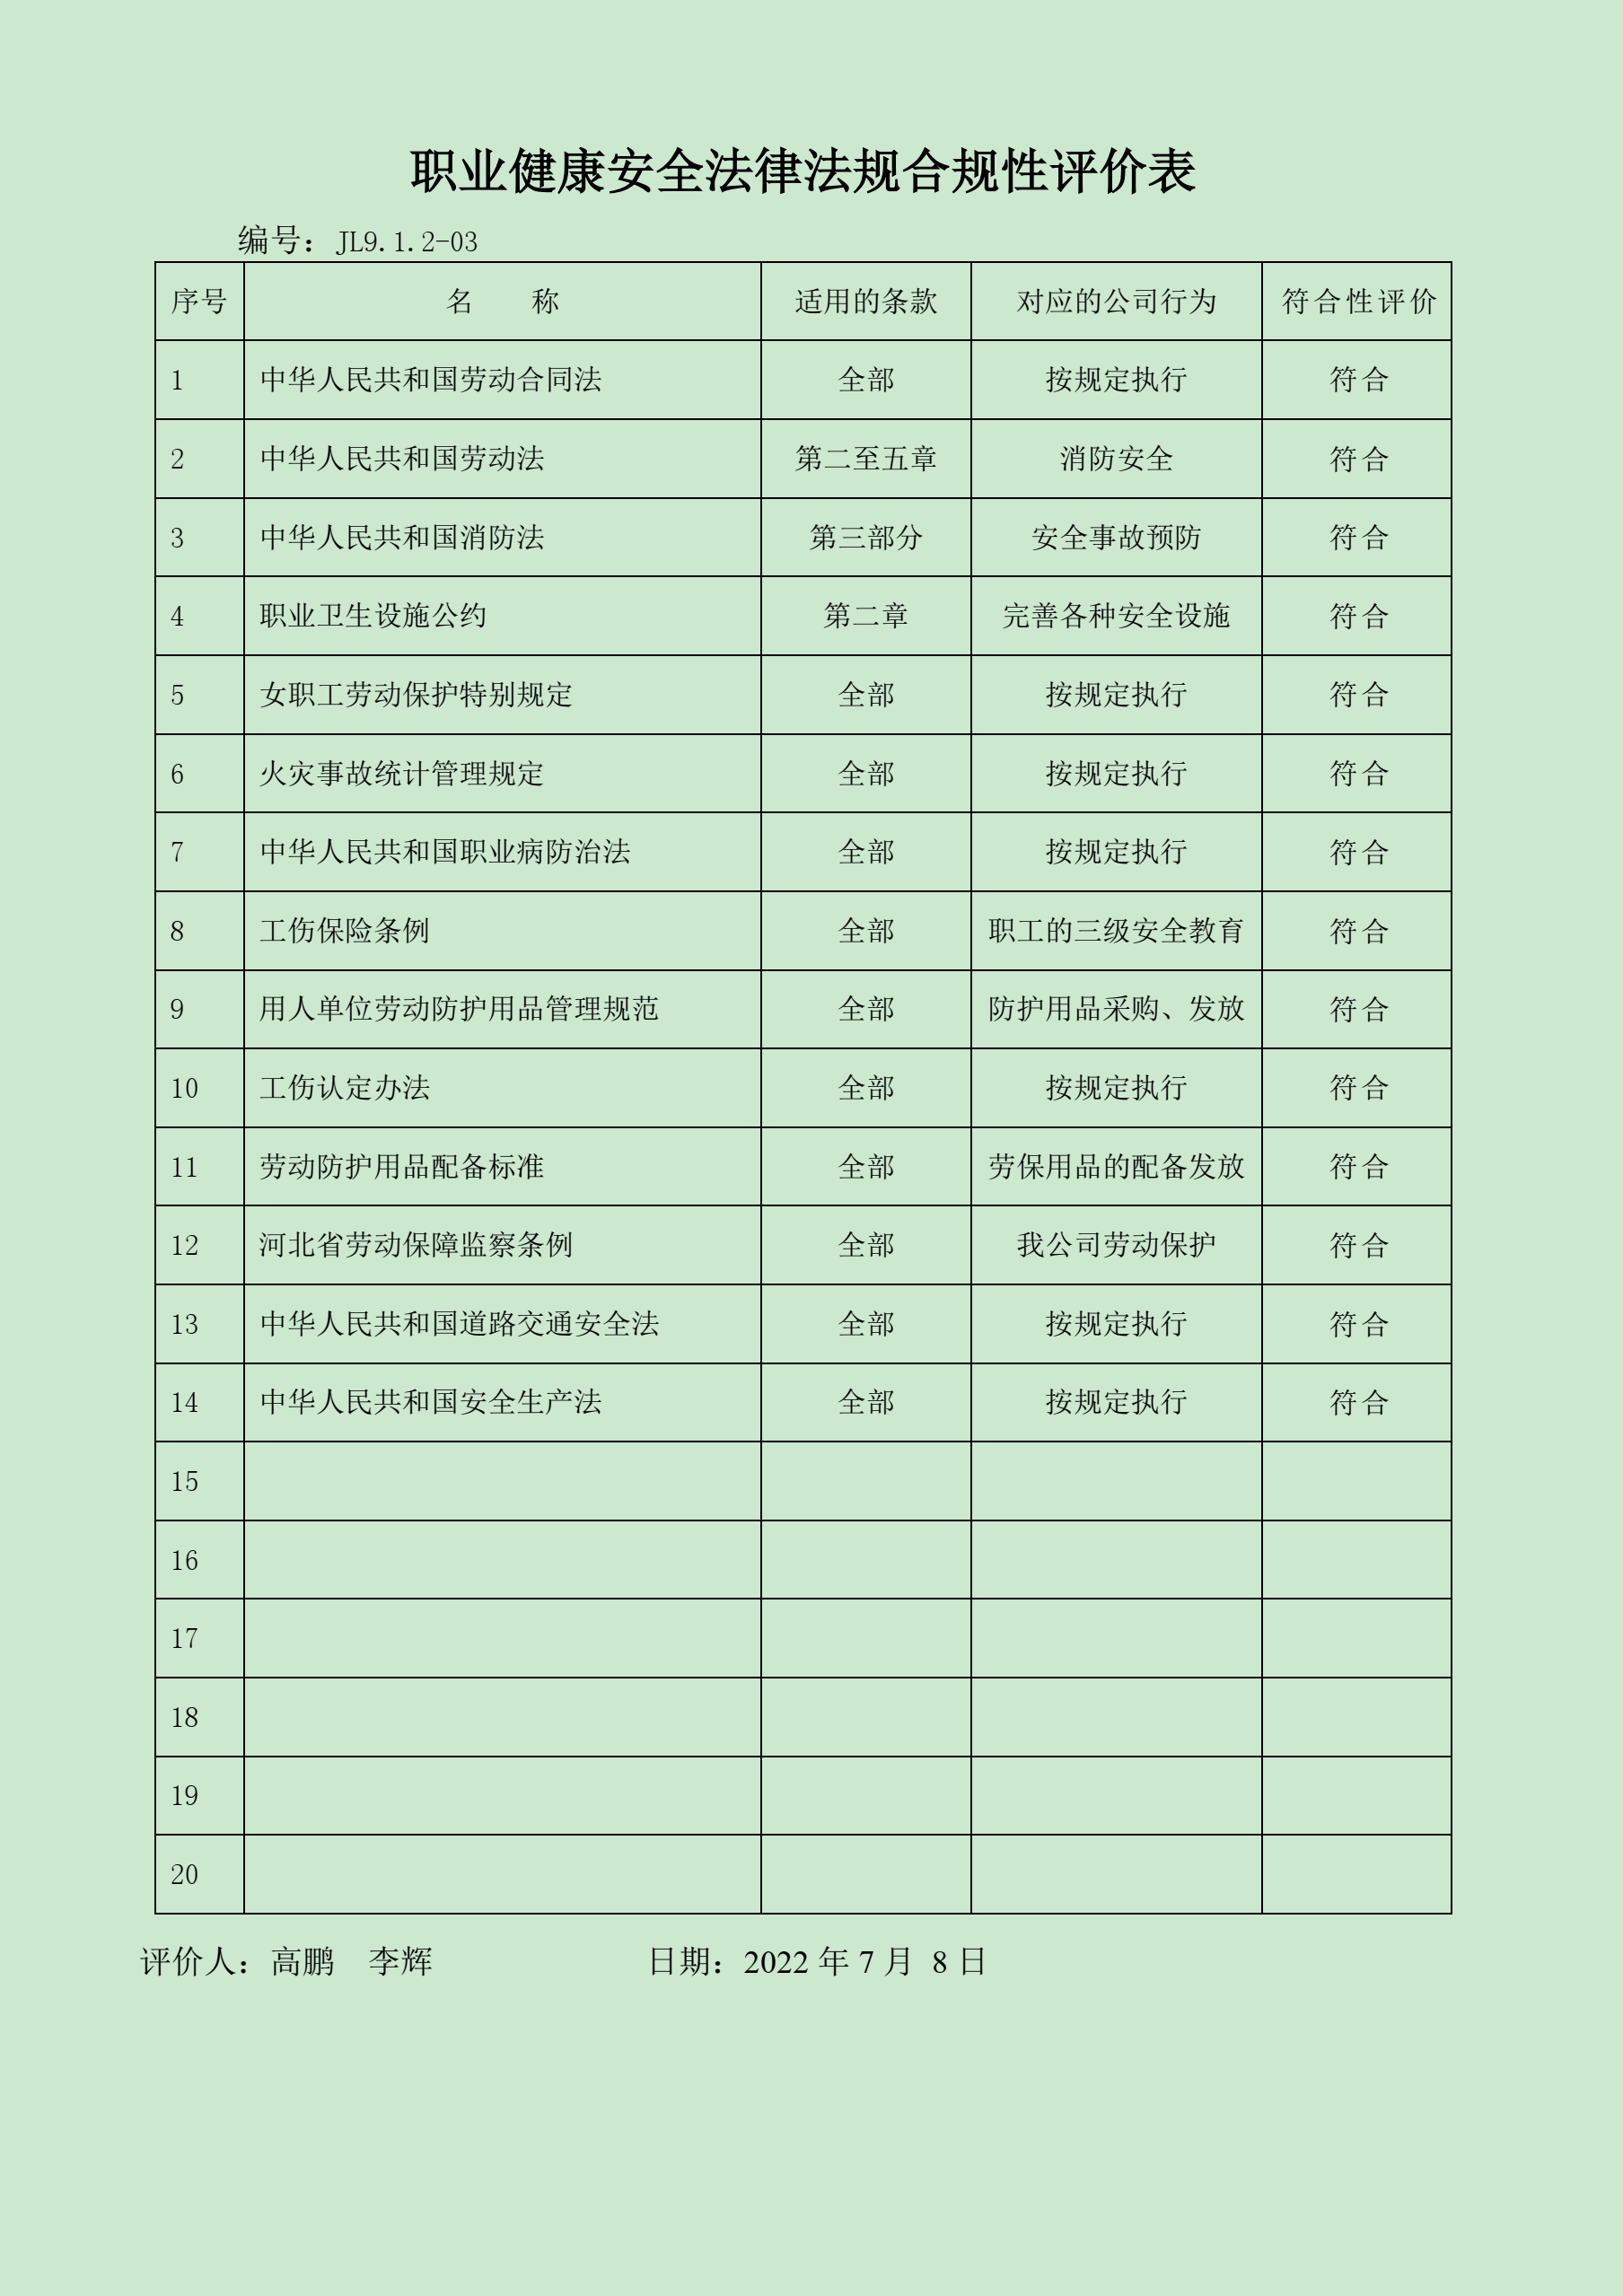 职业健康安全法律法规合规性评价表
编号：JL9.1.2-03
序号 名　　称 适用的条款 对应的公司行为 符合性评价
1 中华人民共和国劳动合同法 全部 按规定执行 符合
2 中华人民共和国劳动法 第二至五章 消防安全 符合
3 中华人民共和国消防法 第三部分 安全事故预防 符合
4 职业卫生设施公约 第二章 完善各种安全设施 符合
5 女职工劳动保护特别规定 全部 按规定执行 符合
6 火灾事故统计管理规定 全部 按规定执行 符合
7 中华人民共和国职业病防治法 全部 按规定执行 符合
8 工伤保险条例 全部 职工的三级安全教育 符合
9 用人单位劳动防护用品管理规范 全部 防护用品采购、发放 符合
10 工伤认定办法 全部 按规定执行 符合
11 劳动防护用品配备标准 全部 劳保用品的配备发放 符合
12 河北省劳动保障监察条例 全部 我公司劳动保护 符合
13 中华人民共和国道路交通安全法 全部 按规定执行 符合
14 中华人民共和国安全生产法 全部 按规定执行 符合
15
16
17
18
19
20
评价人：高鹏　李辉 日期：2022 年 7 月 8 日